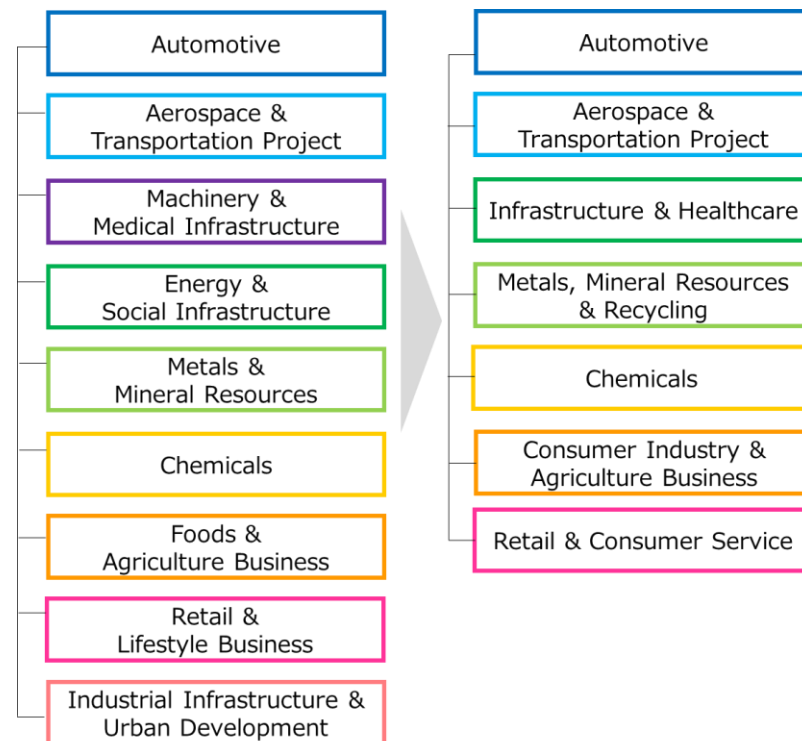 Automotive
Aerospace &
Transportation Project
Machinery &
Medical Infrastructure
Energy &
Social Infrastructure
Metals &
Mineral Resources
Chemicals
Foods &
Agriculture Business
Retail &
Lifestyle Business
Industrial Infrastructure &
Urban Development
Automotive
Aerospace &
Transportation Project
Infrastructure & Healthcare
Metals, Mineral Resources
& Recycling
Chemicals
Consumer Industry &
Agriculture Business
Retail & Consumer Service